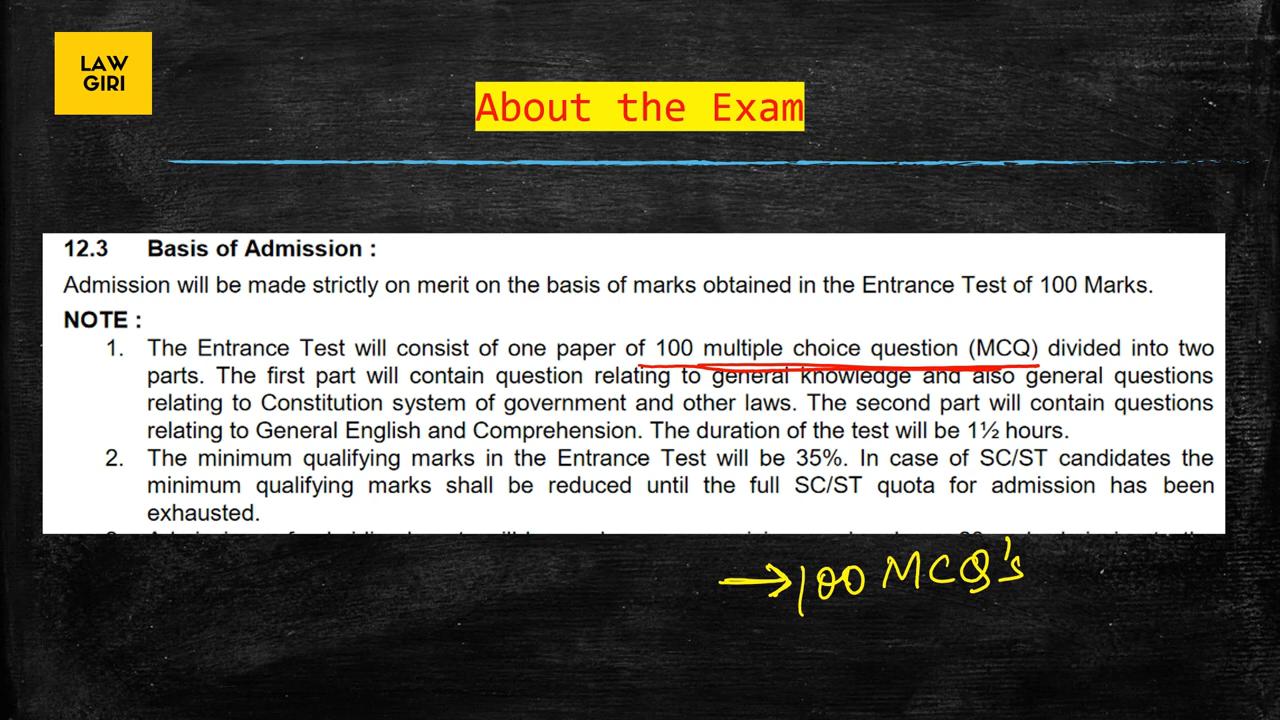 LAW
GIRI
About the Exam
12.3 Basis of Admission :
Admission will be made strictly on merit on the basis of marks obtained in the Entrance Test of 100 Marks.
NOTE :
1. The Entrance Test will consist of one paper of 100 multiple choice question (MCQ) divided into two
parts. The first part will contain question relating to general knowledge and also general questions
relating to Constitution system of government and other laws. The second part will contain questions
relating to General English and Comprehension. The duration of the test will be 1½ hours.
2. The minimum qualifying marks in the Entrance Test will be 35%. In case of SC/ST candidates the
minimum qualifying marks shall be reduced until the full SC/ST quota for admission has been
exhausted.
→100 MCQ's